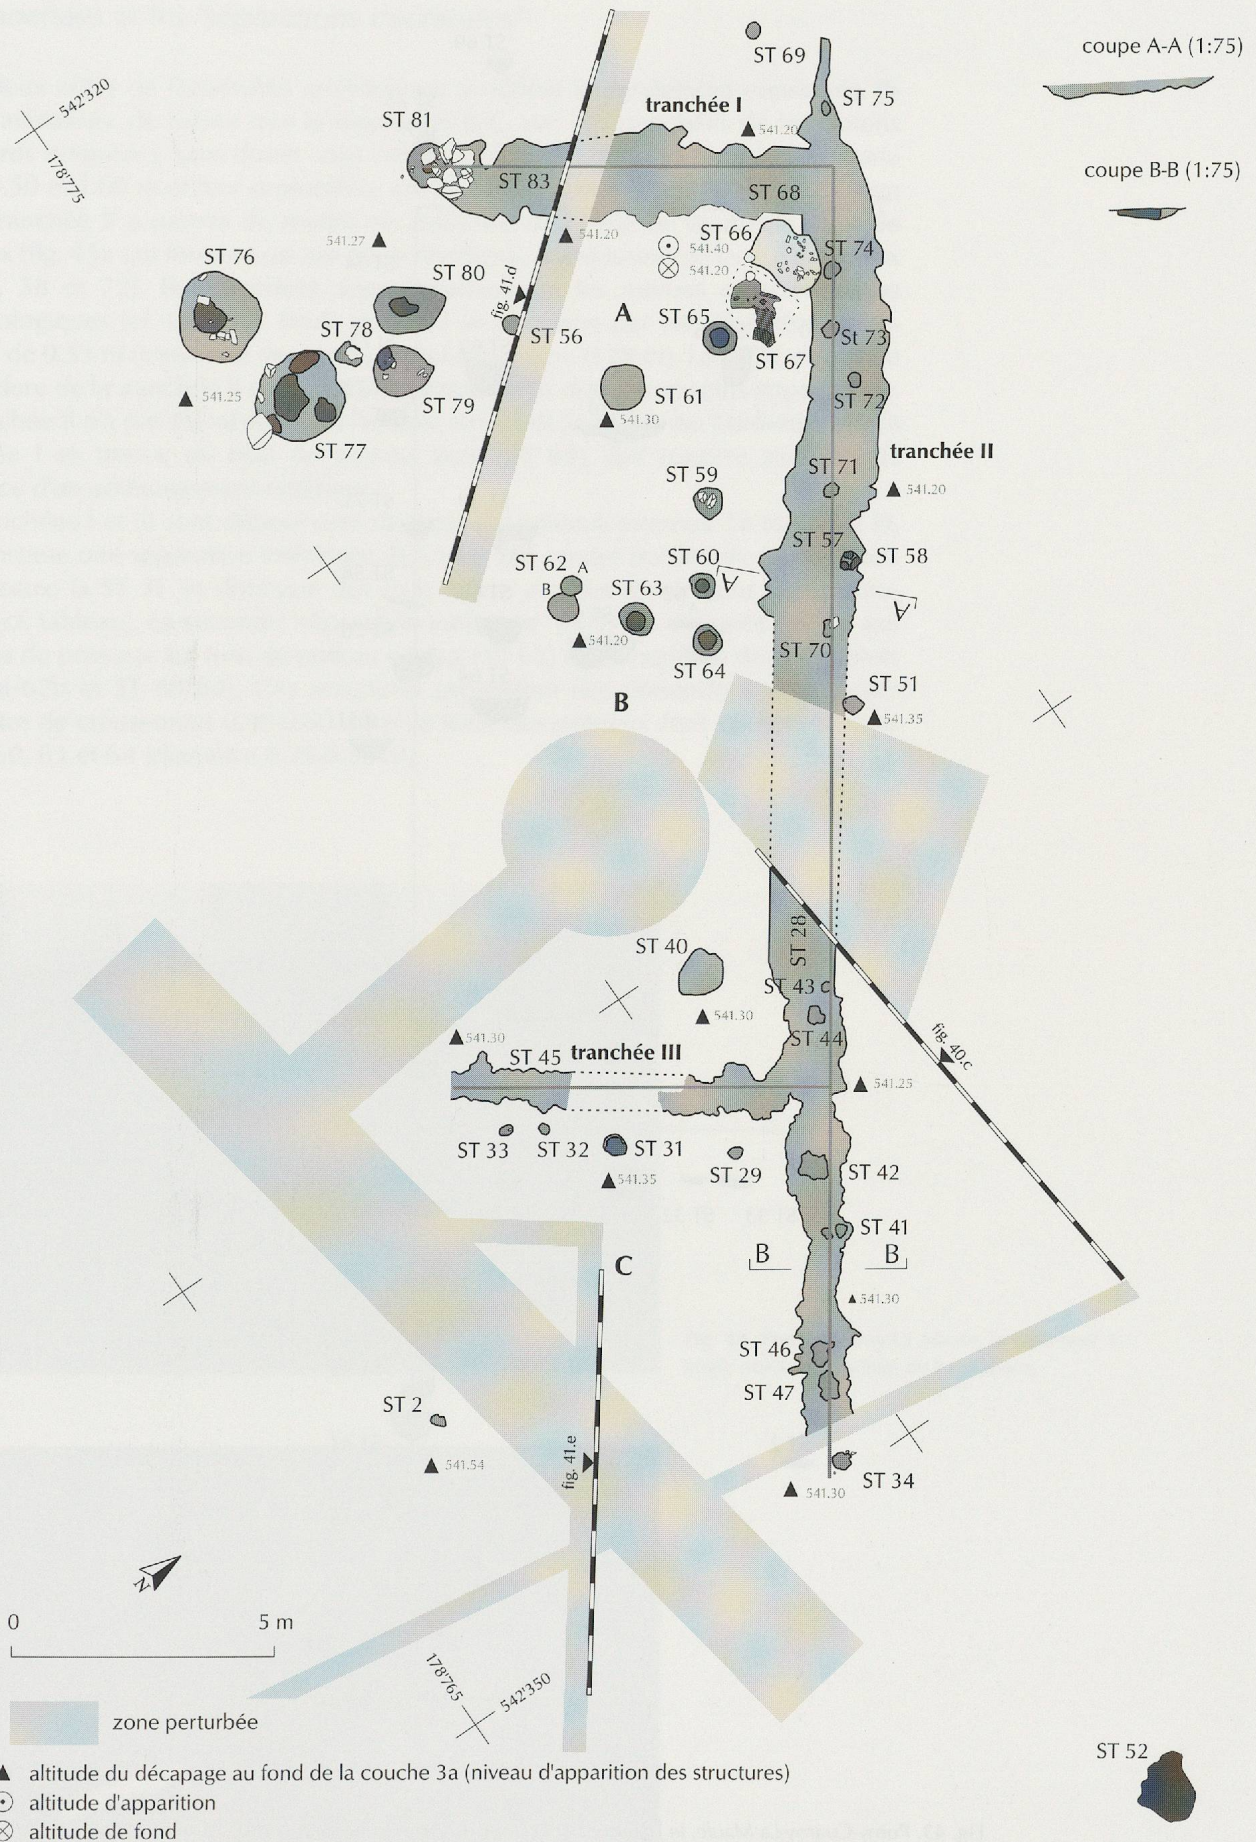 ST 69
coupe A-A (1:75)
542'320
178'775
tranchée I
ST 75
541.20
ST 81
ST 83
ST 68
coupe B-B (1:75)
541.27
541.20
ST 66
541.40
541.20
ST 74
ST 76
ST 80
fig. 41.d
ST 56
A
ST 65
St 73
ST 78
ST 67
541.25
ST 79
ST 61
541.30
ST 72
ST 77
tranchée II
ST 59
ST 71
541.20
ST 57
ST 58
ST 62
A
B
ST 63
ST 60
A
A
541.20
ST 64
ST 70
ST 51
541.35
B
ST 40
ST 28
ST 43
541.30
ST 44
fig. 40.c
541.30
ST 45
tranchée III
541.25
ST 33
ST 32
ST 31
ST 29
ST 42
541.35
ST 41
C
B
B
541.30
ST 46
ST 47
ST 2
541.54
fig. 41.e
ST 34
541.30
N
0
5 m
178'765
542'350
zone perturbée
ST 52
altitude du décapage au fond de la couche 3a (niveau d'apparition des structures)
altitude d'apparition
altitude de fond